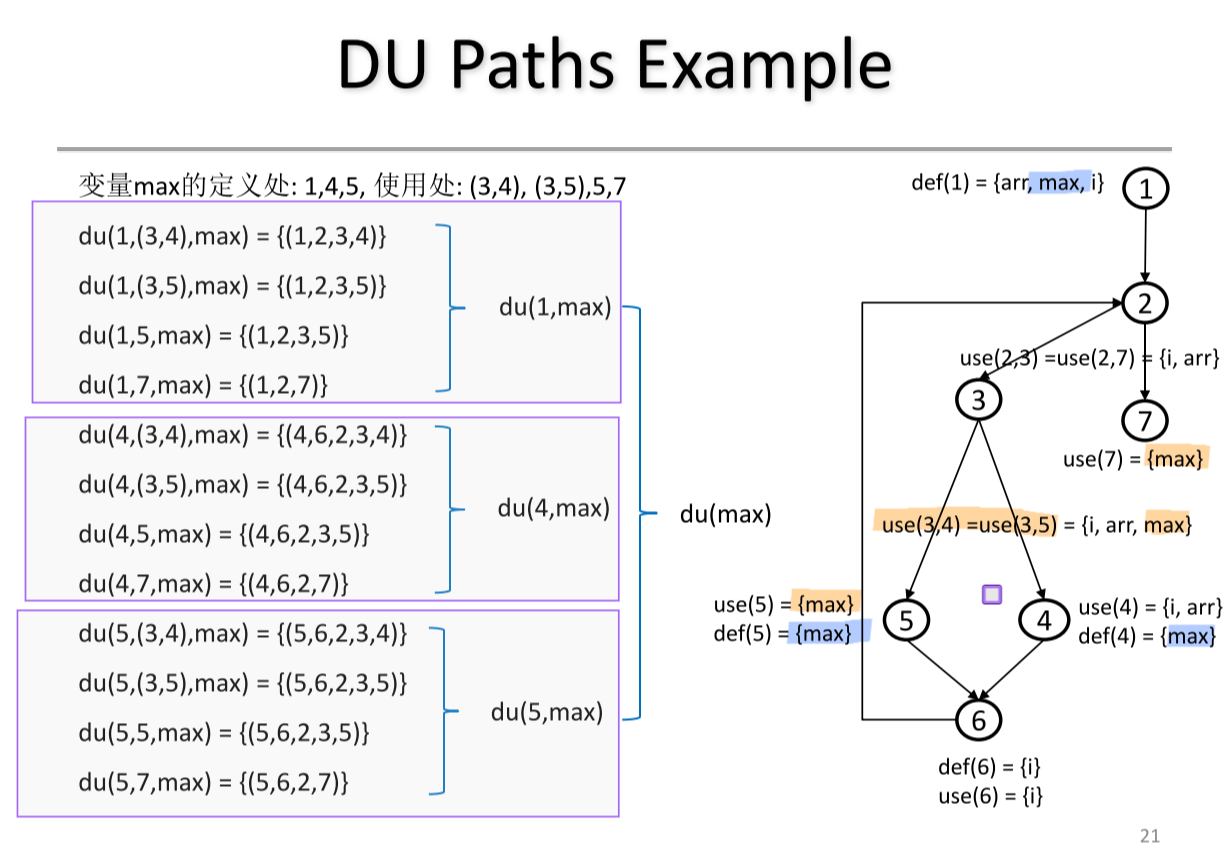 DU Paths Example
变量max的定义处: 1,4,5, 使用处: (3,4), (3,5),5,7
du(1,(3,4),max) = {(1,2,3,4)}
du(1,(3,5),max) = {(1,2,3,5)}
du(1,5,max) = {(1,2,3,5)}
du(1,7,max) = {(1,2,7)}
du(1,max)
du(4,(3,4),max) = {(4,6,2,3,4)}
du(4,(3,5),max) = {(4,6,2,3,5)}
du(4,5,max) = {(4,6,2,3,5)}
du(4,7,max) = {(4,6,2,7)}
du(4,max)
du(5,(3,4),max) = {(5,6,2,3,4)}
du(5,(3,5),max) = {(5,6,2,3,5)}
du(5,5,max) = {(5,6,2,3,5)}
du(5,7,max) = {(5,6,2,7)}
du(5,max)
du(max)
def(1) = {arr, max, i}
1
2
use(2,3) =use(2,7) = {i, arr}
3
7
use(7) = {max}
use(3,4) =use(3,5) = {i, arr, max}
use(5) = {max}
def(5) = {max}
5
4
use(4) = {i, arr}
def(4) = {max}
6
def(6) = {i}
use(6) = {i}
21